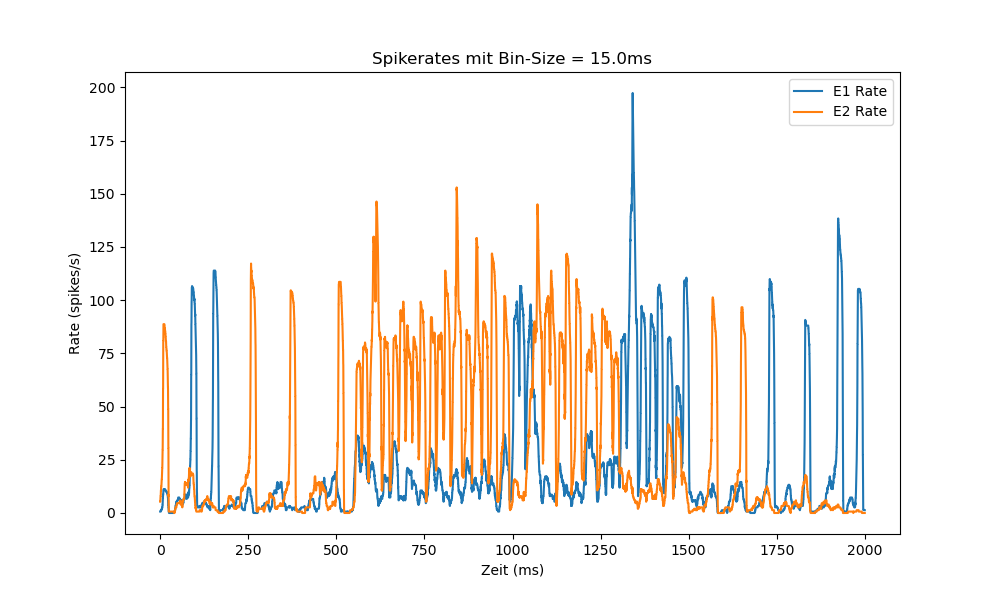 Spikerates mit Bin-Size = 15.0ms
E1 Rate
E2 Rate
200
175
150
125
100
75
50
25
0
Rate (spikes/s)
0 250 500 750 1000 1250 1500 1750 2000
Zeit (ms)